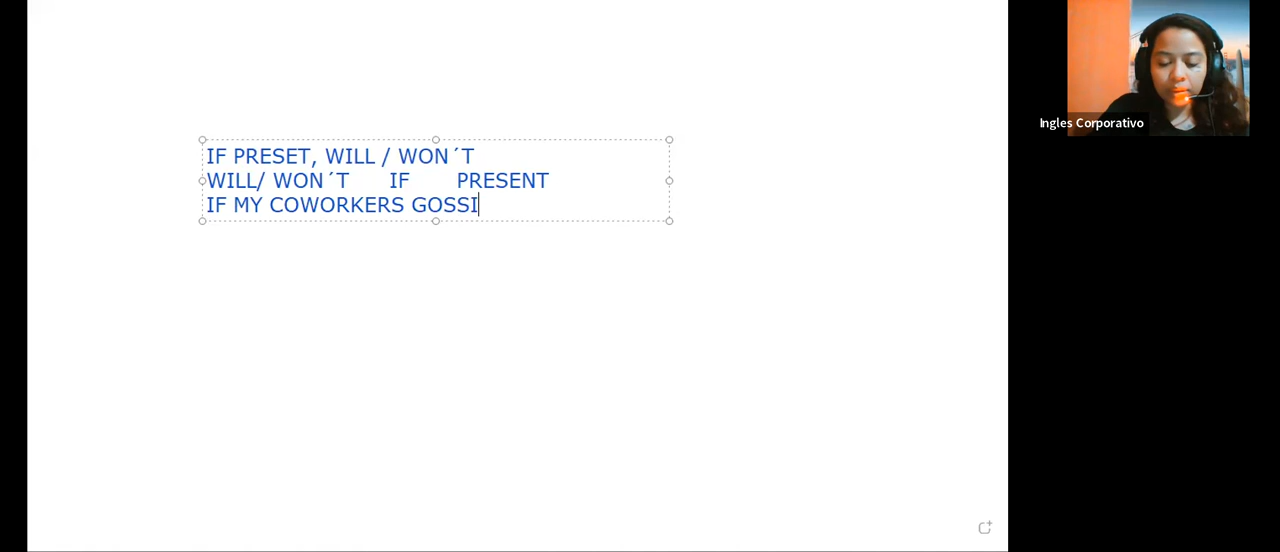 IF PRESET, WILL / WON´T
WILL/ WON´T IF PRESENT
IF MY COWORKERS GOSSI
Ingles Corporativo